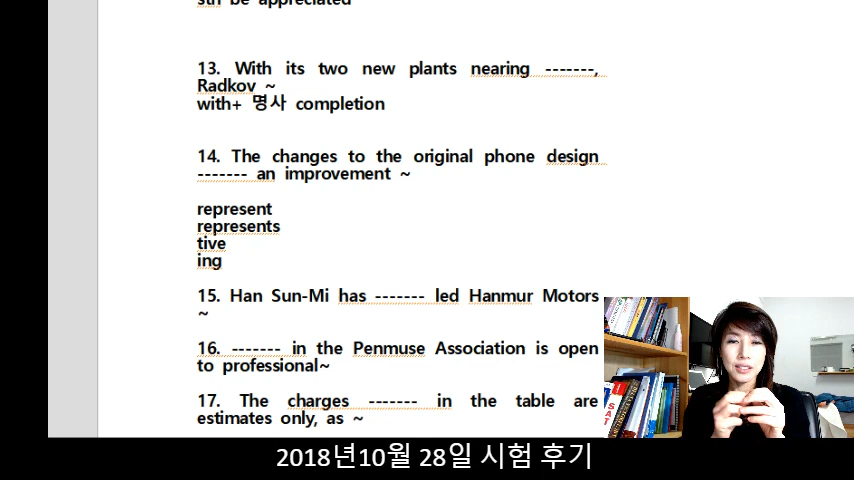 sth be appreciated
13. With its two new plants nearing -------,
Radkov ~
with+ 명사 completion
14. The changes to the original phone design
------- an improvement ~
represent
represents
tive
ing
15. Han Sun-Mi has ------- led Hanmur Motors
~
16. ------- in the Penmuse Association is open
to professional~
17. The charges ------- in the table are
estimates only, as ~
SAT
2018년10월 28일 시험 후기